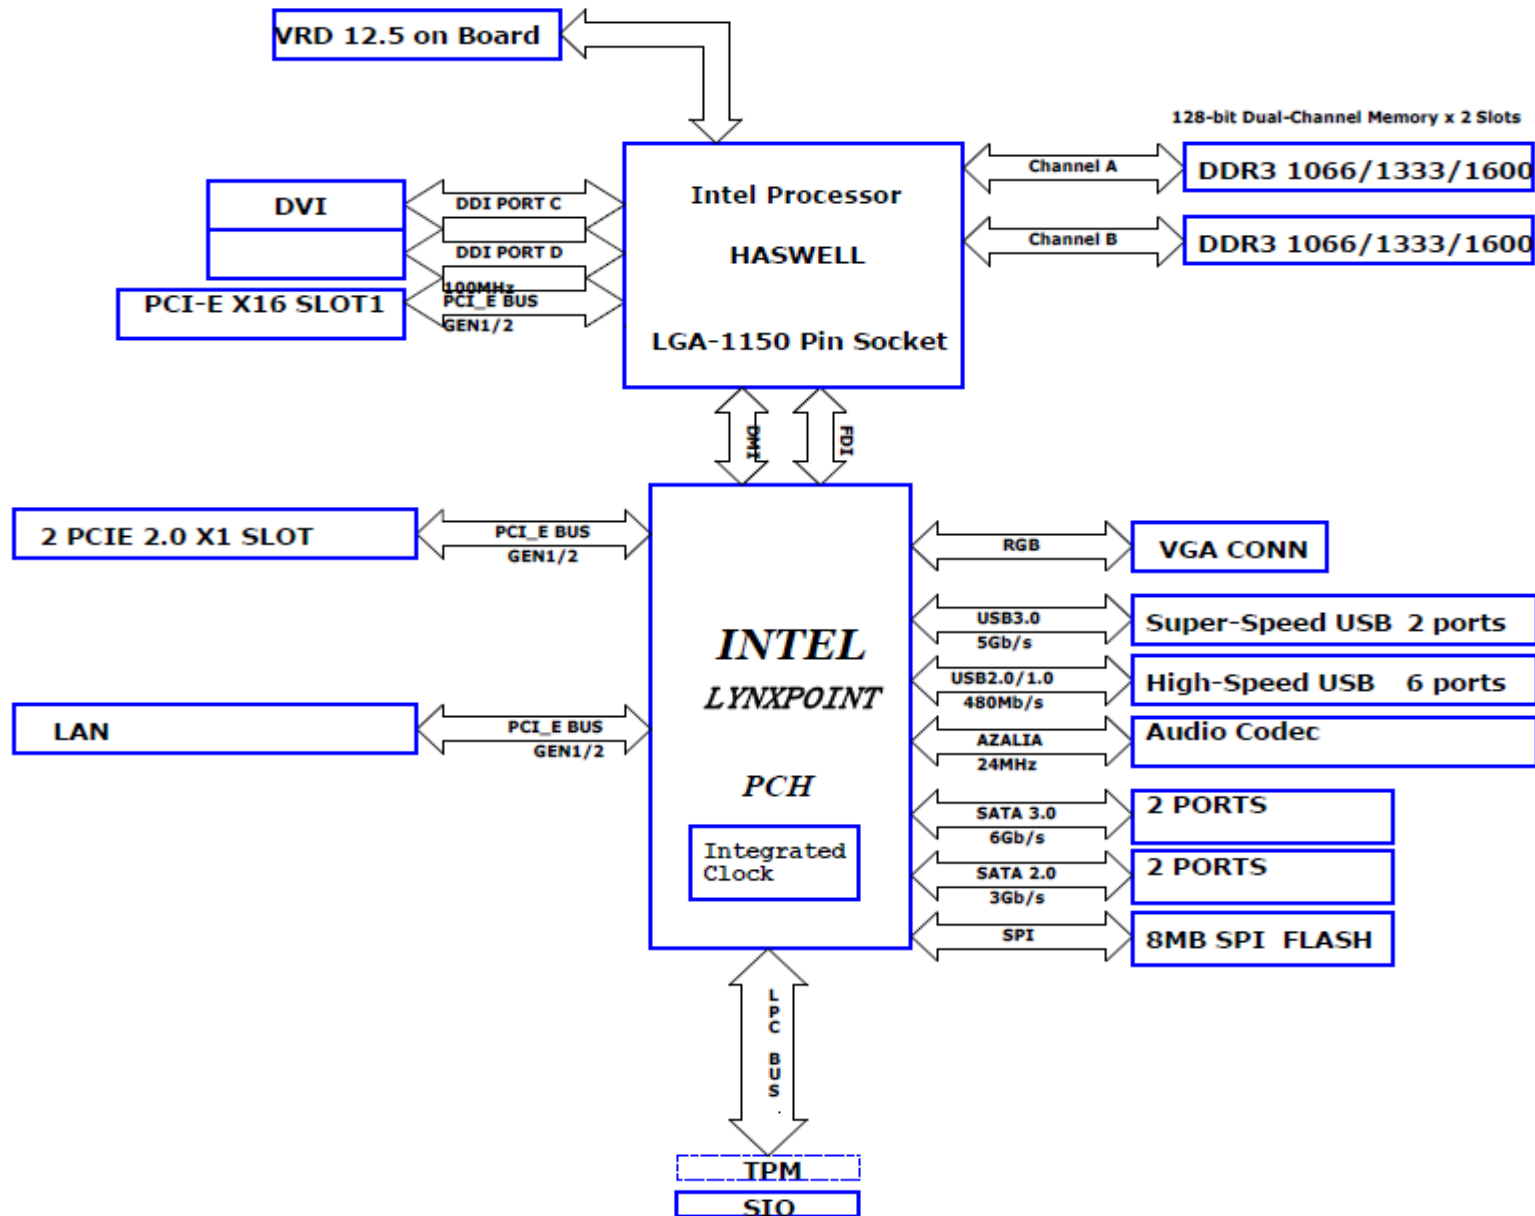 VRD 12.5 on Board
128-bit Dual-Channel Memory x 2 Slots
Channel A
DDR3 1066/1333/1600
Channel B
DDR3 1066/1333/1600
DVI
DDI PORT C
DDI PORT D
PCI-E X16 SLOT1
100MHz
PCI_E BUS
GEN1/2
Intel Processor
HASWELL
LGA-1150 Pin Socket
DMI
FDI
2 PCIE 2.0 X1 SLOT
PCI_E BUS
GEN1/2
LAN
PCI_E BUS
GEN1/2
INTEL
LYNXPOINT
PCH
Integrated
Clock
RGB
VGA CONN
USB3.0
5Gb/s
Super-Speed USB 2 ports
USB2.0/1.0
480Mb/s
High-Speed USB 6 ports
AZALIA
24MHz
Audio Codec
SATA 3.0
6Gb/s
2 PORTS
SATA 2.0
3Gb/s
2 PORTS
SPI
8MB SPI FLASH
LPC BUS
TPM
SIO